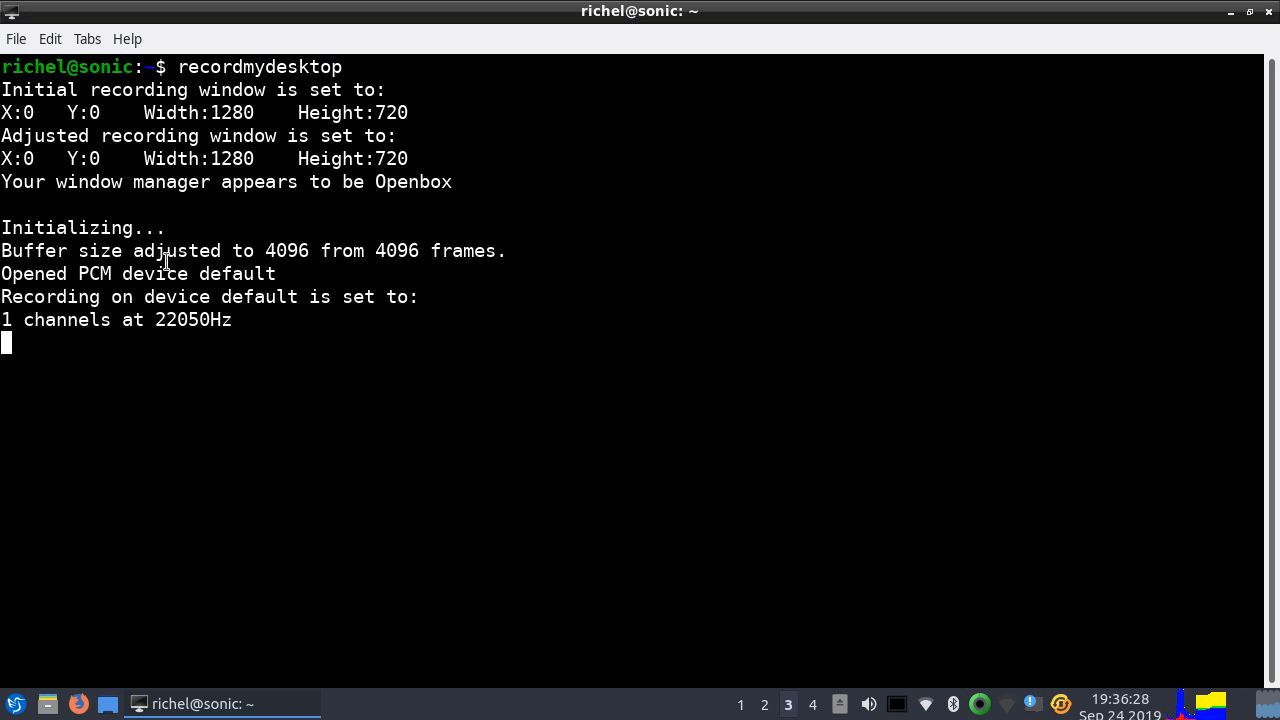 richel@sonic: ~
File Edit Tabs Help
richel@sonic:~$ recordmydesktop
Initial recording window is set to:
X:0   Y:0    Width:1280    Height:720
Adjusted recording window is set to:
X:0   Y:0    Width:1280    Height:720
Your window manager appears to be Openbox
Initializing...
Buffer size adjusted to 4096 from 4096 frames.
Opened PCM device default
Recording on device default is set to:
1 channels at 22050Hz
richel@sonic: ~
1 2 3 4
19:36:28
Sep 24 2019